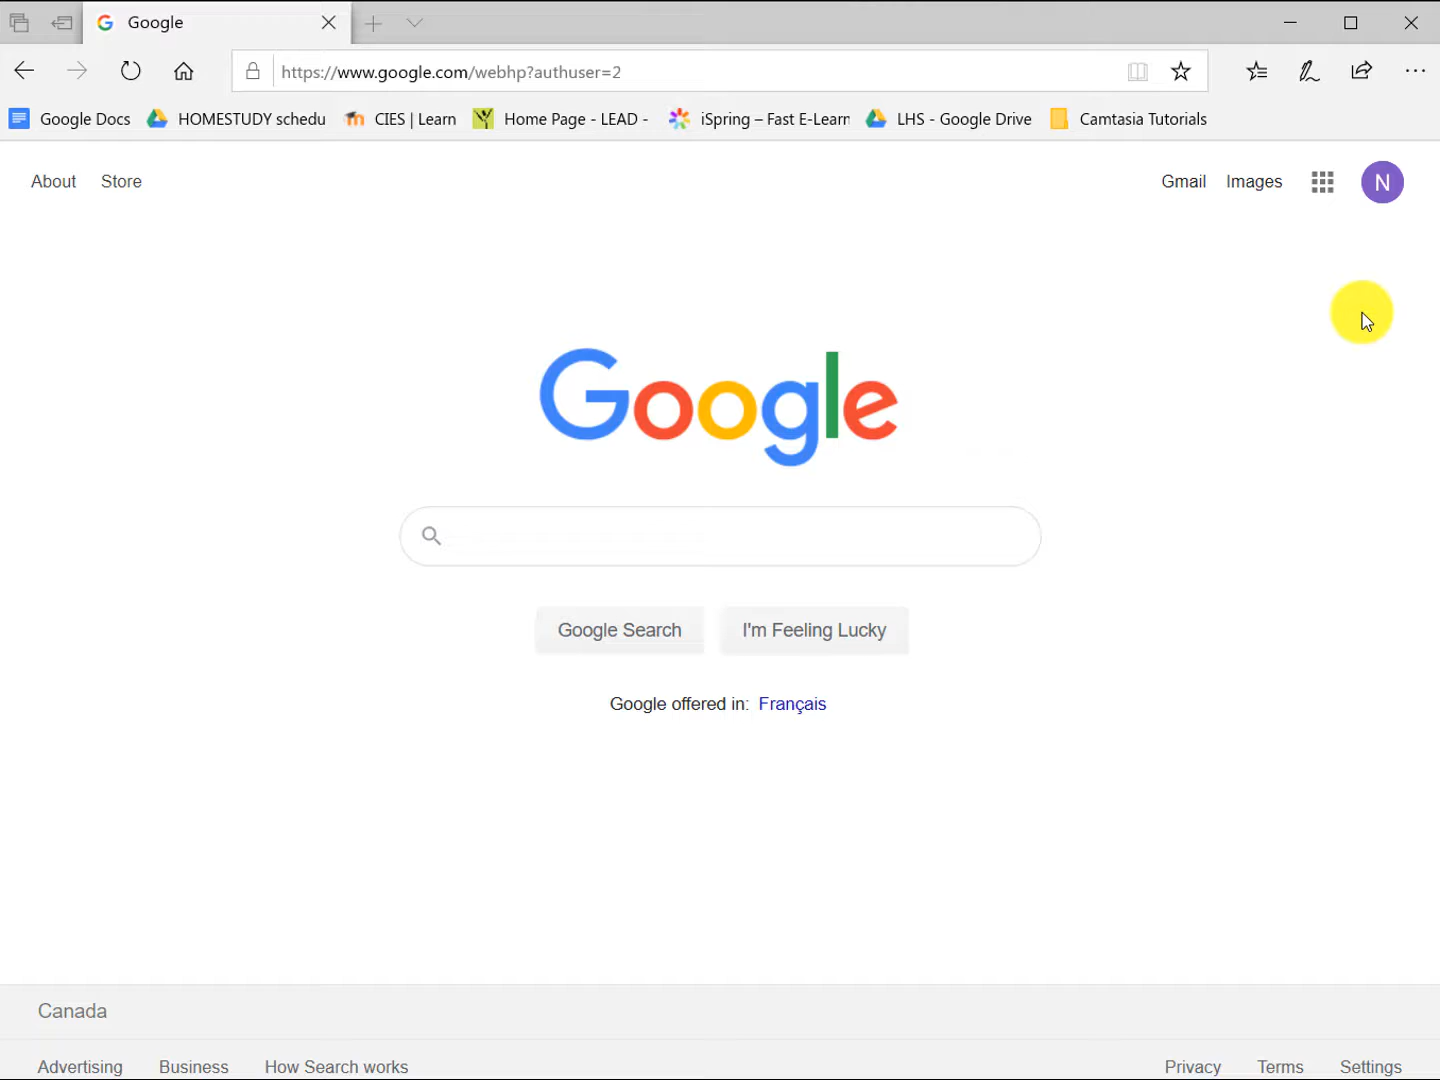 Google
https://www.google.com/webhp?authuser=2
Google Docs HOMESTUDY schedu CIES | Learn Home Page - LEAD - iSpring – Fast E-Learn LHS - Google Drive Camtasia Tutorials
About Store Gmail Images N
Google
Google Search I'm Feeling Lucky
Google offered in: Français
Canada
Advertising Business How Search works Privacy Terms Settings